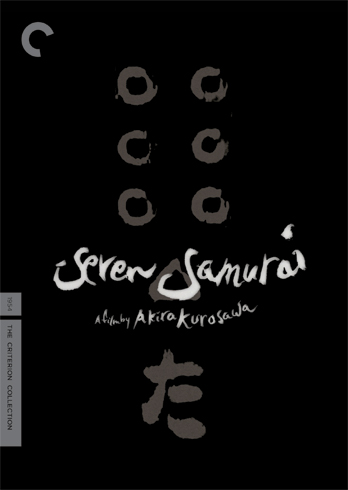 Seven Samurai
A film by Akira Kurosawa
た
1954
THE CRITERION COLLECTION